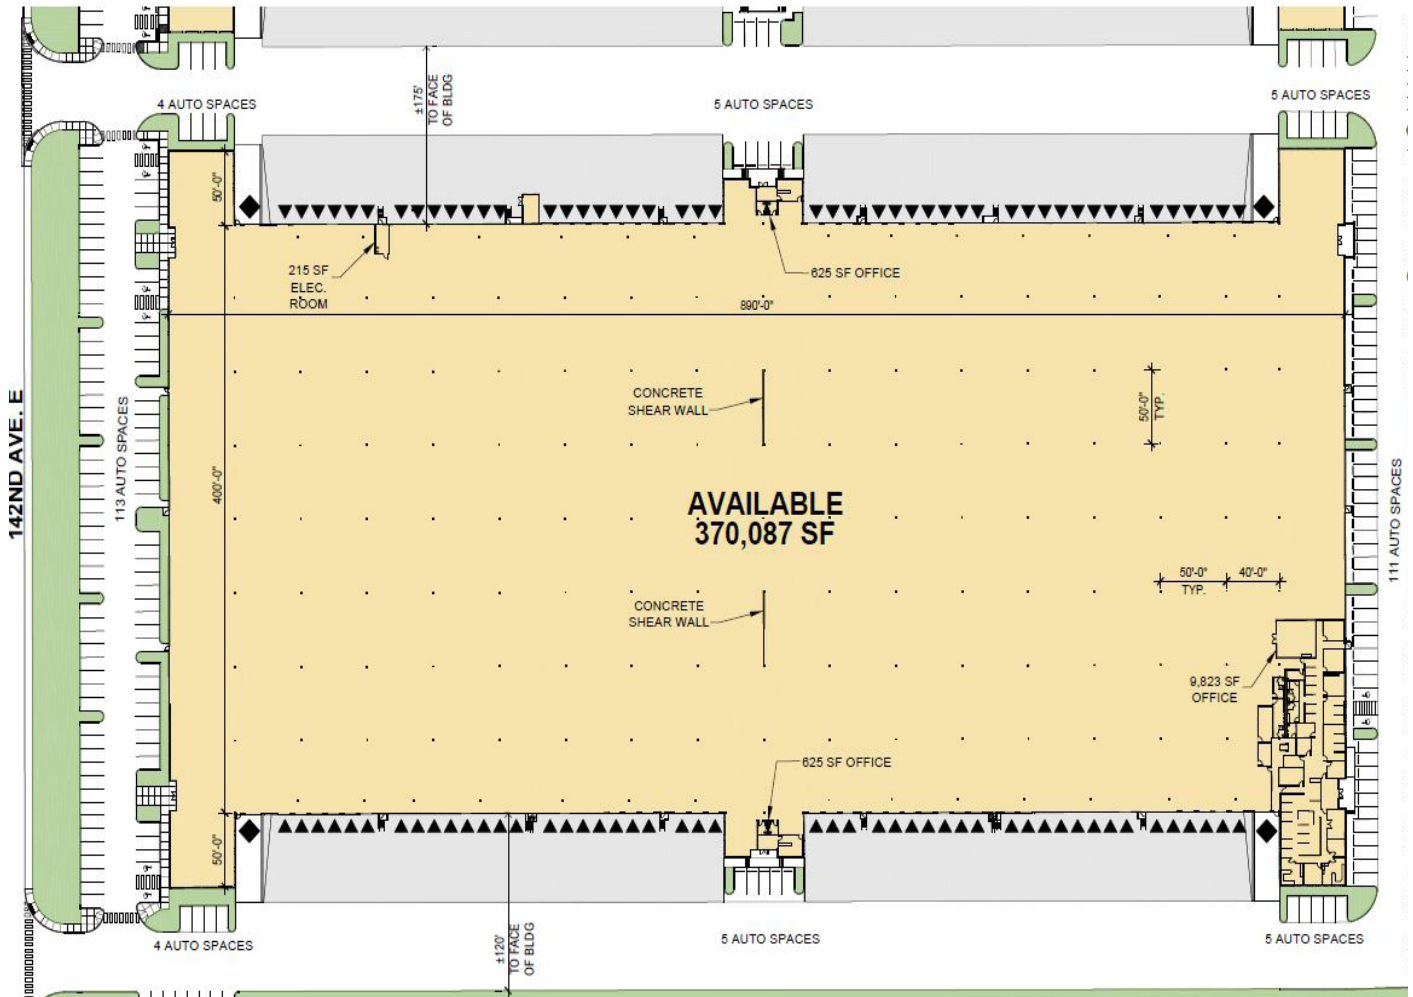 4 AUTO SPACES
±175'
TO FACE
OF BLDG
5 AUTO SPACES
5 AUTO SPACES
50'-0"
215 SF
ELEC.
ROOM
625 SF OFFICE
890'-0"
CONCRETE
SHEAR WALL
50'-0"
TYP.
142ND AVE. E
113 AUTO SPACES
400'-0"
AVAILABLE
370,087 SF
111 AUTO SPACES
50'-0"
TYP.
40'-0"
CONCRETE
SHEAR WALL
9,823 SF
OFFICE
625 SF OFFICE
50'-0"
4 AUTO SPACES
±120'
TO FACE
OF BLDG
5 AUTO SPACES
5 AUTO SPACES